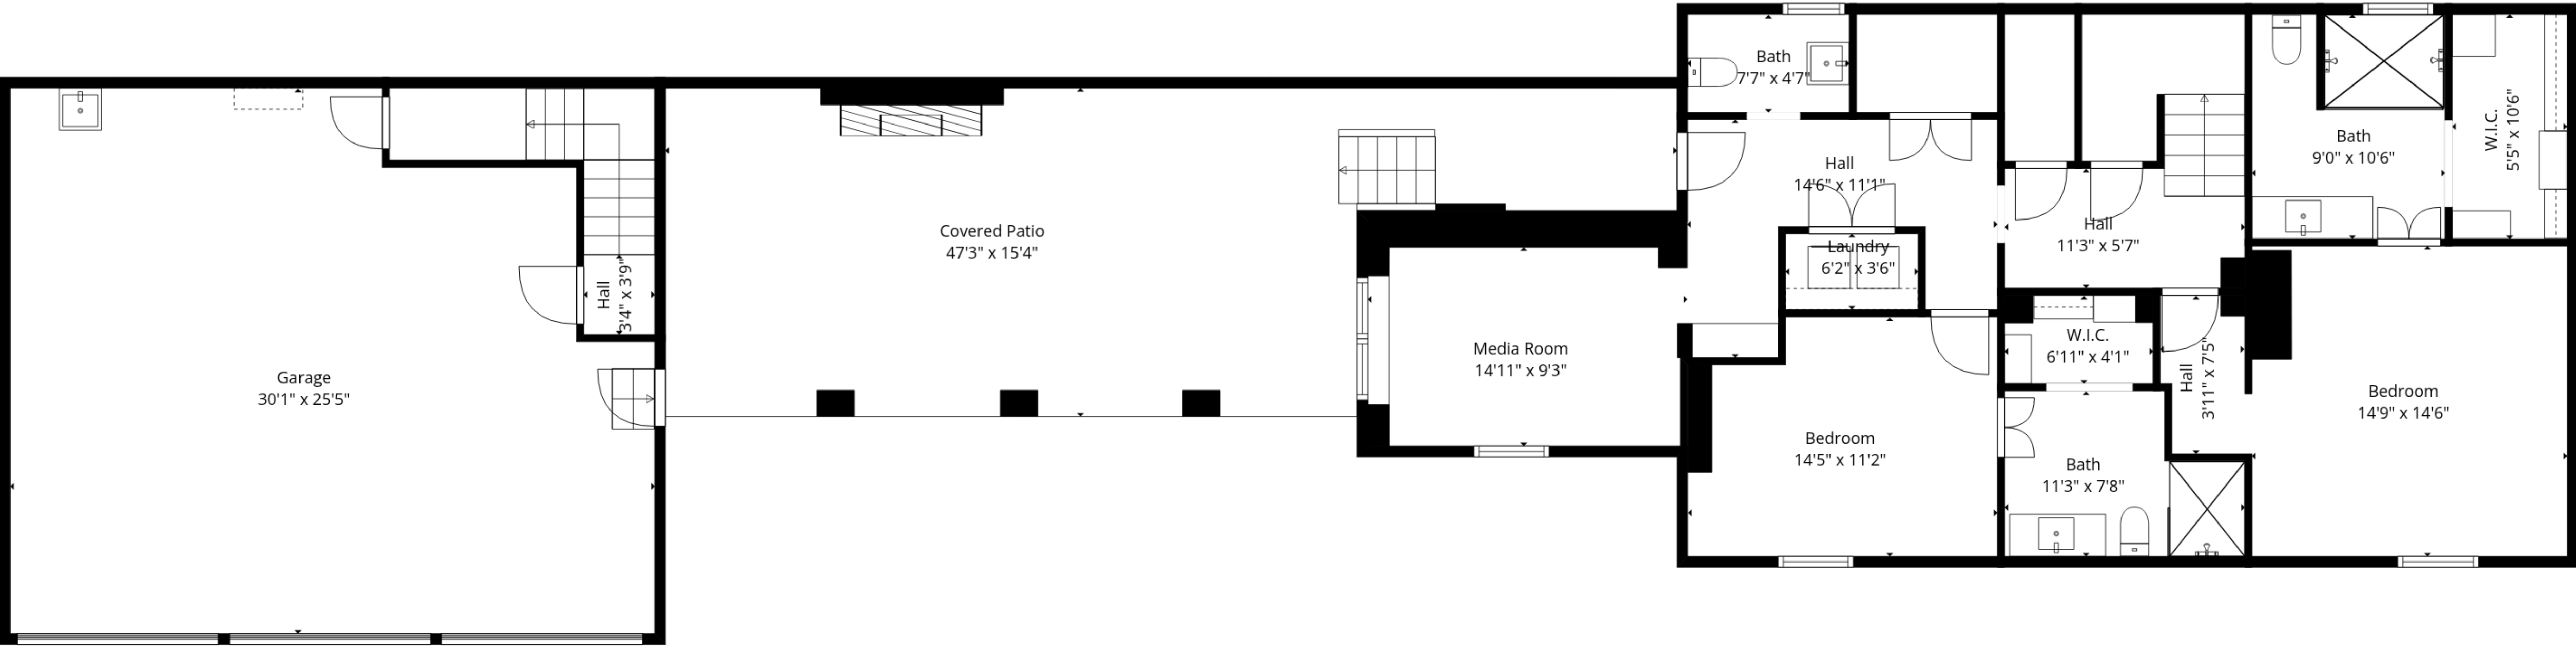 Bath
7'7" x 4'7"
Hall
14'6" x 11'1"
Laundry
6'2" x 3'6"
Hall
11'3" x 5'7"
Bath
9'0" x 10'6"
W.I.C.
5'5" x 10'6"
Covered Patio
47'3" x 15'4"
Hall
3'4" x 3'9"
Garage
30'1" x 25'5"
Media Room
14'11" x 9'3"
W.I.C.
6'11" x 4'1"
Hall
3'11" x 7'5"
Bedroom
14'9" x 14'6"
Bedroom
14'5" x 11'2"
Bath
11'3" x 7'8"